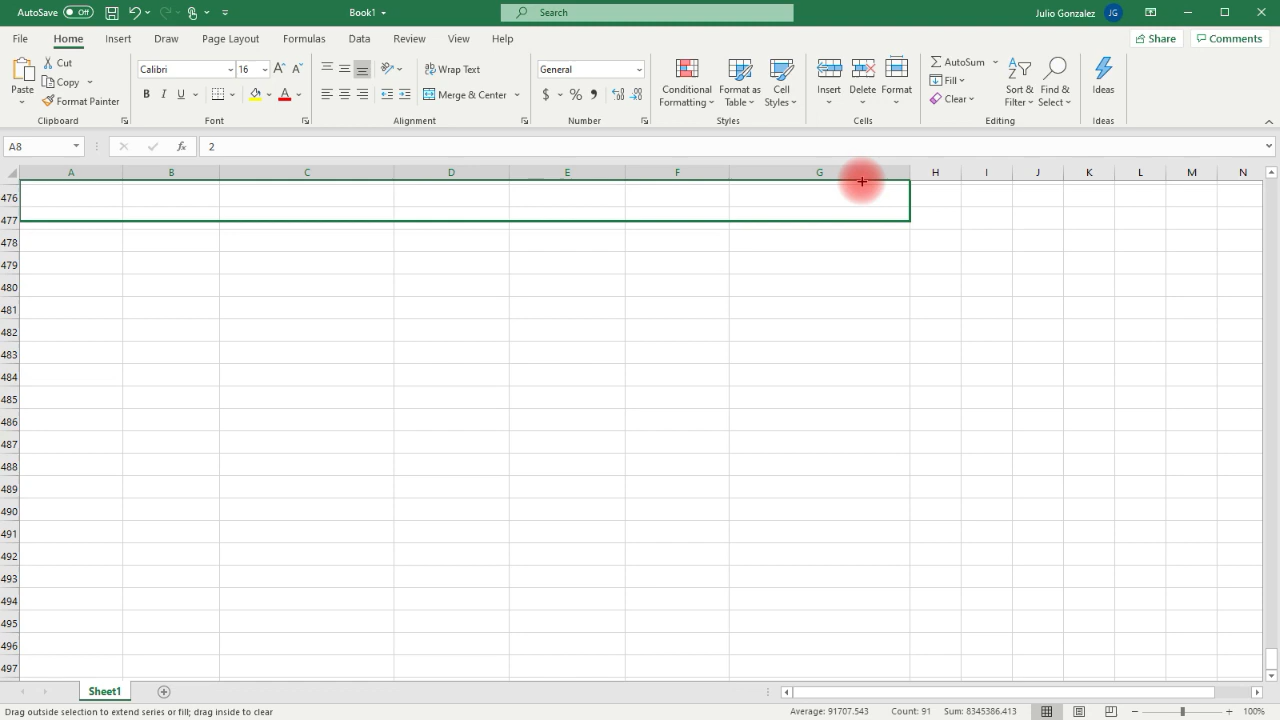 AutoSave Off Book1 Search Julio Gonzalez JG
File Home Insert Draw Page Layout Formulas Data Review View Help Share Comments
Paste Cut Copy Format Painter Clipboard
Calibri 16 A^ A˅ B I U A Font
ab Wrap Text Merge & Center Alignment
General $ % 9 Number
Conditional Formatting Format as Table Cell Styles Styles
Insert Delete Format Cells
AutoSum Fill Clear Sort & Filter Find & Select Editing
Ideas Ideas
A8 fx 2
A B C D E F G H I J K L M N
476
477
478
479
480
481
482
483
484
485
486
487
488
489
490
491
492
493
494
495
496
497
Sheet1
Drag outside selection to extend series or fill; drag inside to clear Average: 91707.543 Count: 91 Sum: 8345386.413 100%